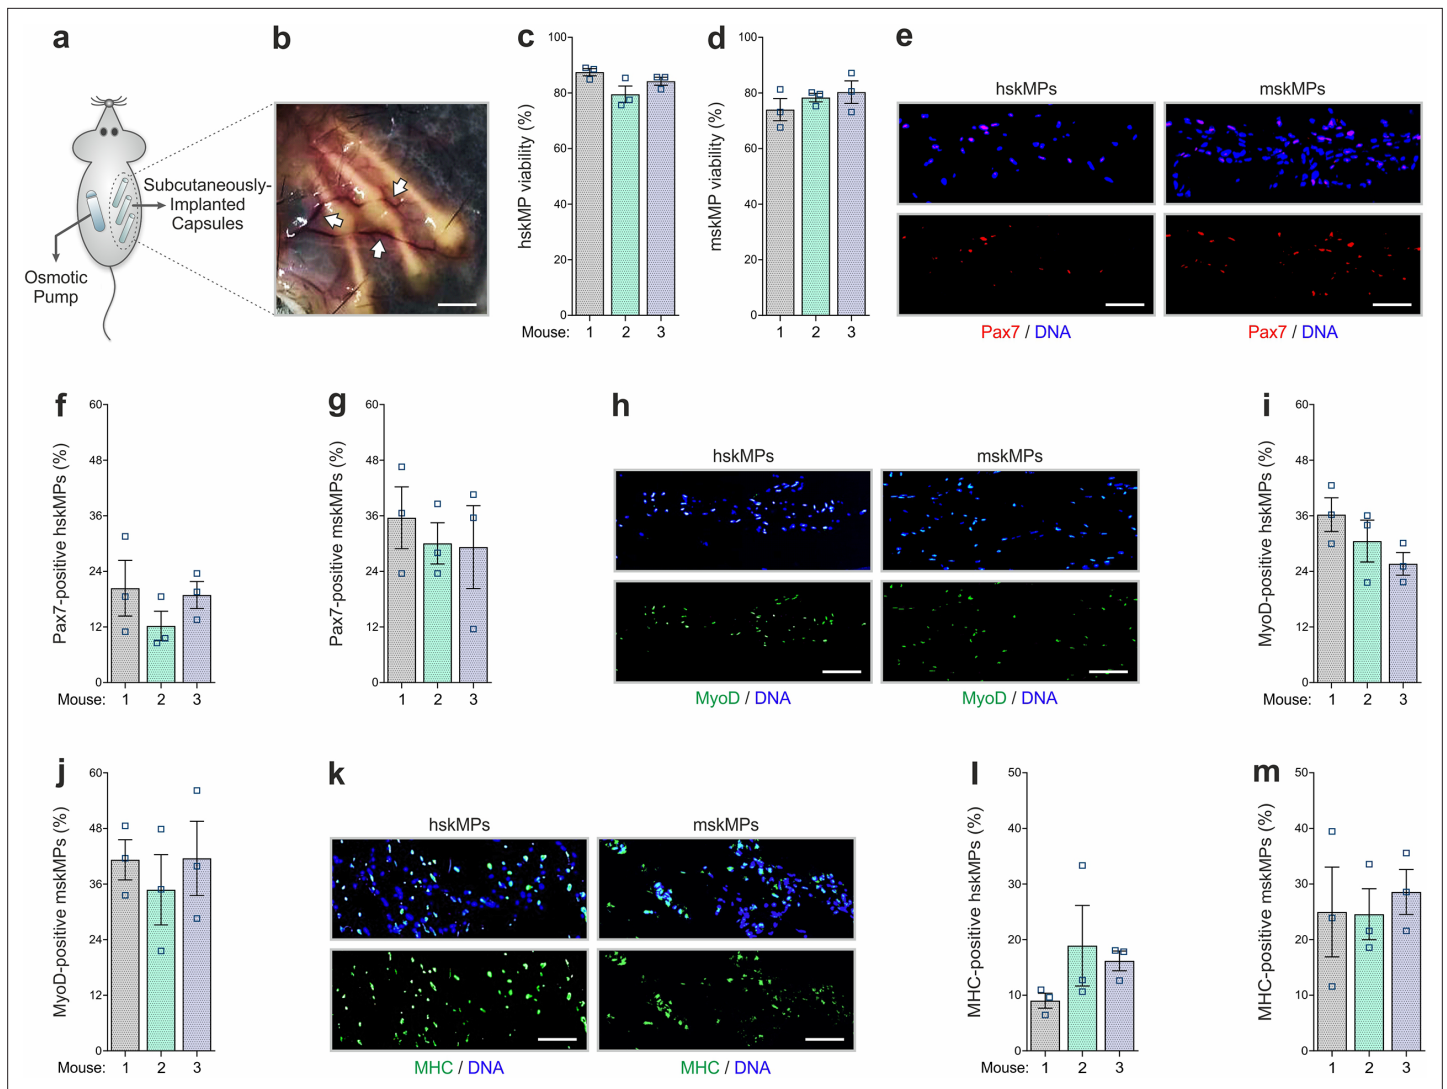 a
b
c
d
e
Subcutaneously-
Implanted
Capsules
Osmotic
Pump
hskMP viability (%)
100
80
60
40
20
0
Mouse: 1 2 3
mskMP viability (%)
100
80
60
40
20
0
1 2 3
hskMPs mskMPs
Pax7 / DNA Pax7 / DNA
f
g
h
i
Pax7-positive hskMPs (%)
60
48
36
24
12
0
Mouse: 1 2 3
Pax7-positive mskMPs (%)
60
48
36
24
12
0
1 2 3
hskMPs mskMPs
MyoD / DNA MyoD / DNA
MyoD-positive hskMPs (%)
60
48
36
24
12
0
Mouse: 1 2 3
j
k
l
m
MyoD-positive mskMPs (%)
60
48
36
24
12
0
Mouse: 1 2 3
hskMPs mskMPs
MHC / DNA MHC / DNA
MHC-positive hskMPs (%)
50
40
30
20
10
0
Mouse: 1 2 3
MHC-positive mskMPs (%)
50
40
30
20
10
0
1 2 3